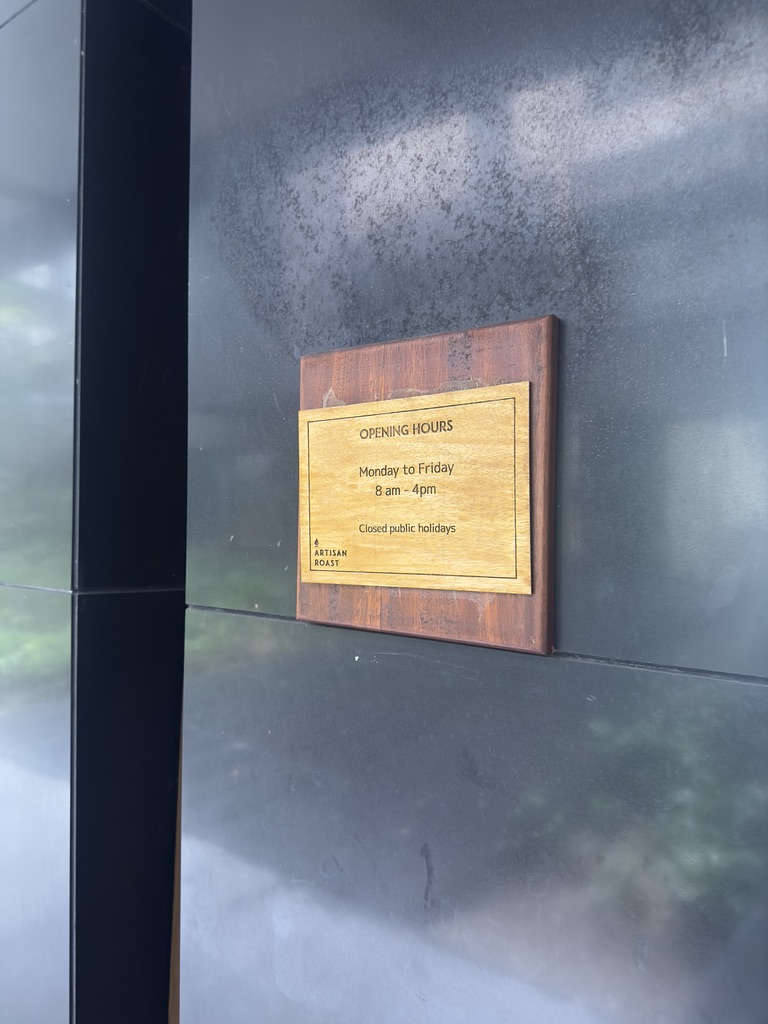 OPENING HOURS
Monday to Friday
8 am - 4pm
Closed public holidays
ARTISAN
ROAST